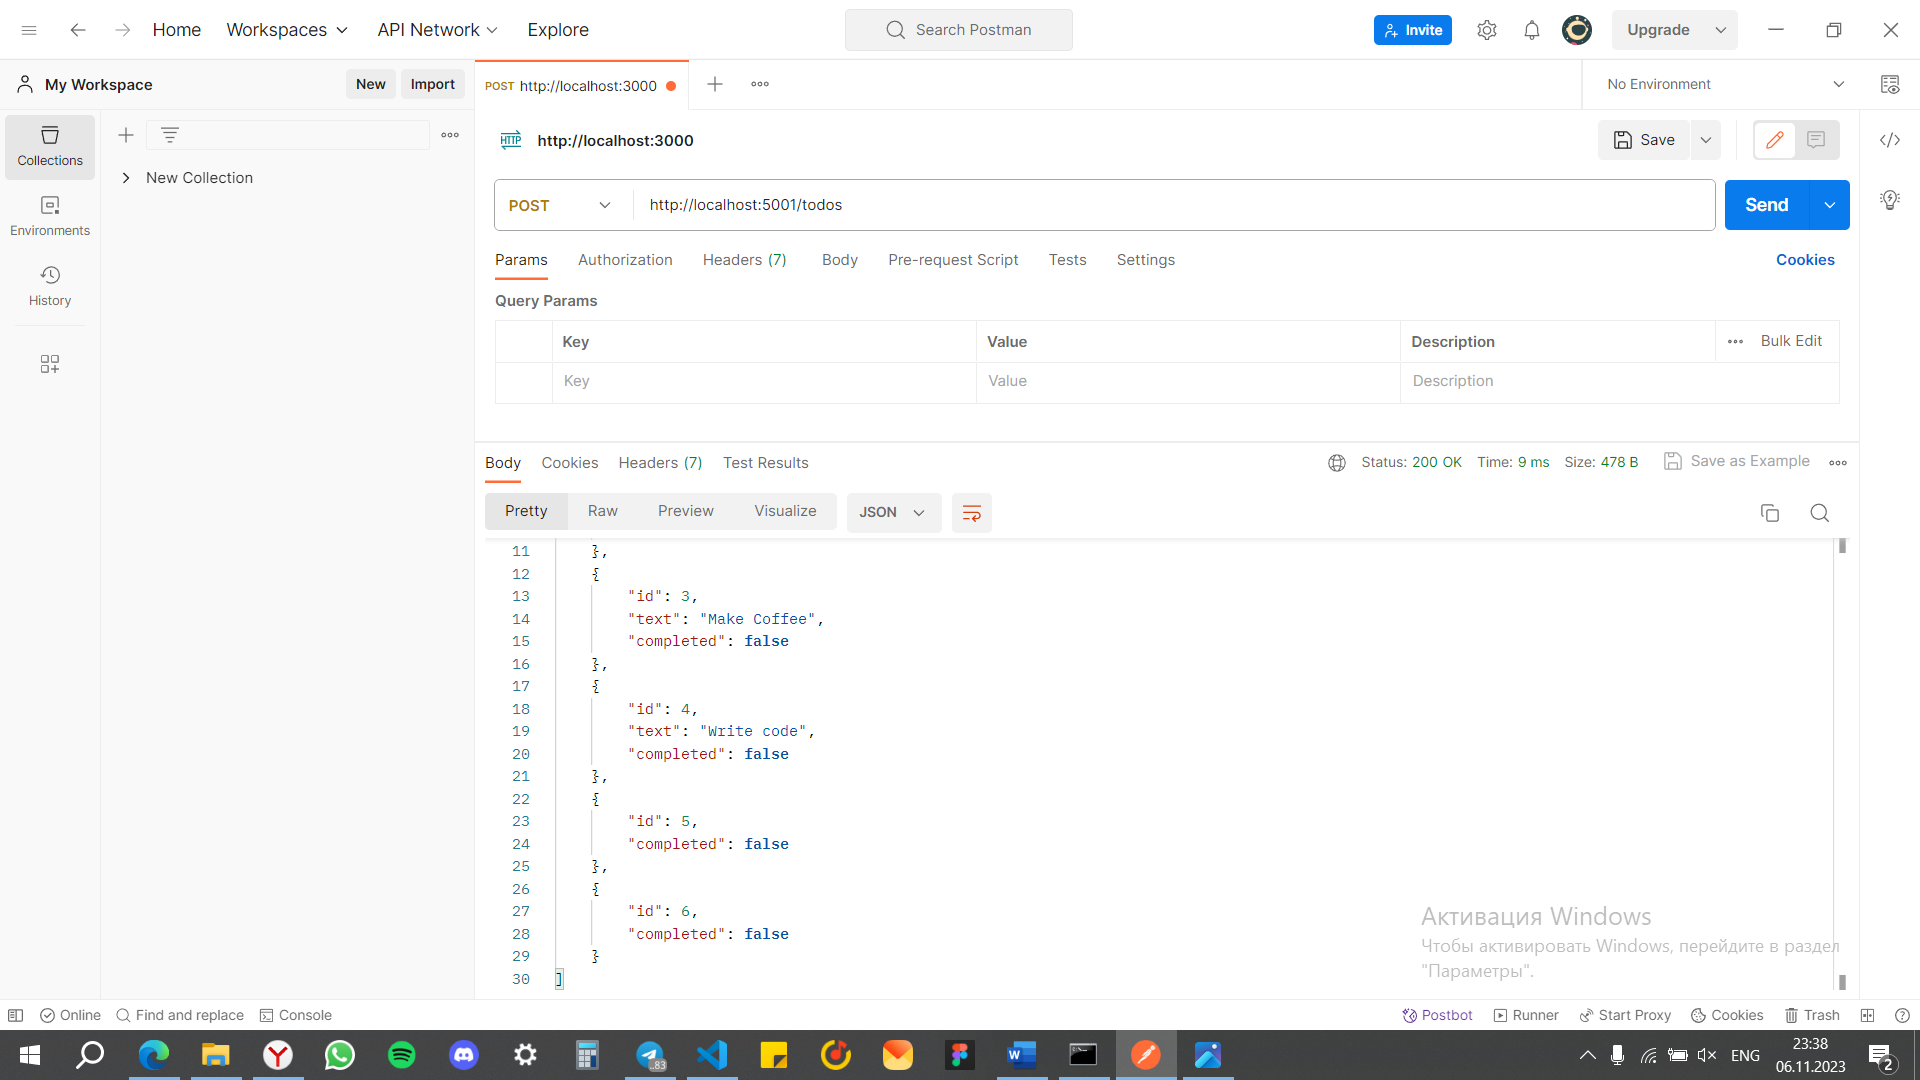 Home
Workspaces
API Network
Explore
Search Postman
Invite
Upgrade
My Workspace
New
Import
POST http://localhost:3000
No Environment
Collections
New Collection
Environments
History
HTTP http://localhost:3000
Save
POST
http://localhost:5001/todos
Send
Params
Authorization
Headers (7)
Body
Pre-request Script
Tests
Settings
Cookies
Query Params
Key
Value
Description
Bulk Edit
Key
Value
Description
Body
Cookies
Headers (7)
Test Results
Status: 200 OK
Time: 9 ms
Size: 478 B
Save as Example
Pretty
Raw
Preview
Visualize
JSON
11 },
12 {
13 "id": 3,
14 "text": "Make Coffee",
15 "completed": false
16 },
17 {
18 "id": 4,
19 "text": "Write code",
20 "completed": false
21 },
22 {
23 "id": 5,
24 "completed": false
25 },
26 {
27 "id": 6,
28 "completed": false
29 }
30 ]
Активация Windows
Чтобы активировать Windows, перейдите в раздел
"Параметры".
Online
Find and replace
Console
Postbot
Runner
Start Proxy
Cookies
Trash
83
ENG
23:38
06.11.2023
2